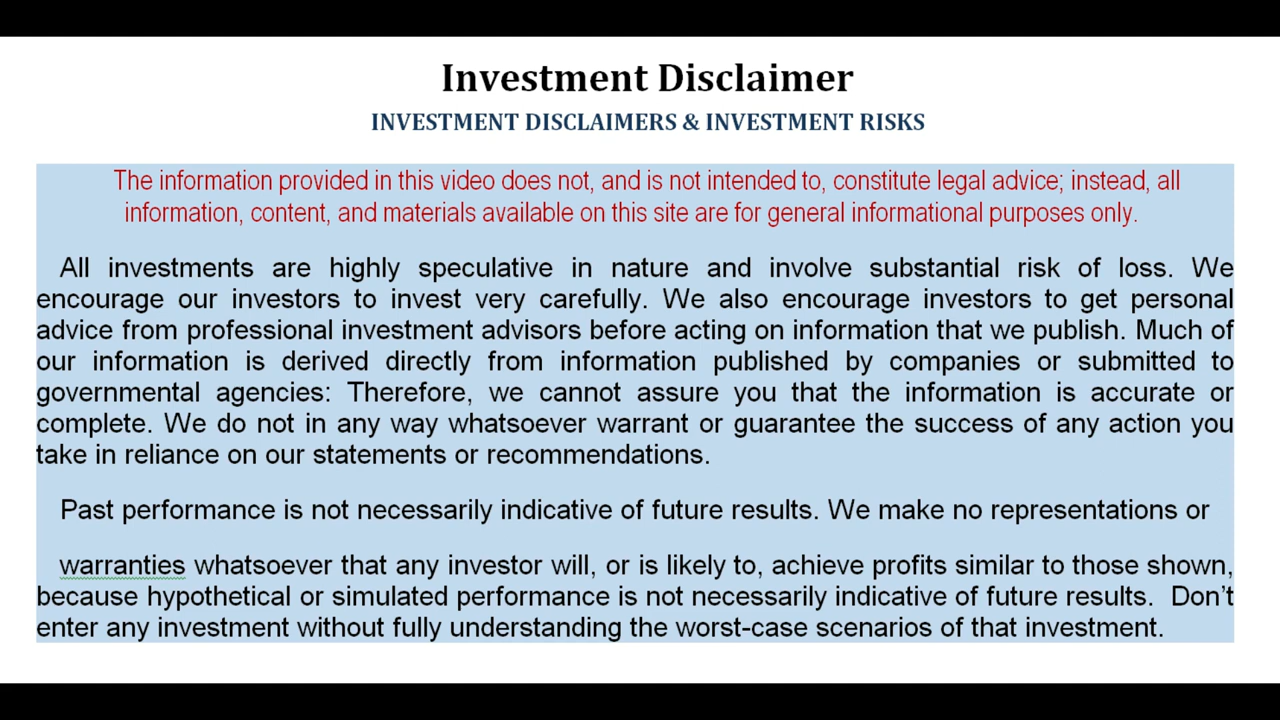 Investment Disclaimer
INVESTMENT DISCLAIMERS & INVESTMENT RISKS
The information provided in this video does not, and is not intended to, constitute legal advice; instead, all
information, content, and materials available on this site are for general informational purposes only.
All investments are highly speculative in nature and involve substantial risk of loss. We
encourage our investors to invest very carefully. We also encourage investors to get personal
advice from professional investment advisors before acting on information that we publish. Much of
our information is derived directly from information published by companies or submitted to
governmental agencies: Therefore, we cannot assure you that the information is accurate or
complete. We do not in any way whatsoever warrant or guarantee the success of any action you
take in reliance on our statements or recommendations.
Past performance is not necessarily indicative of future results. We make no representations or
warranties whatsoever that any investor will, or is likely to, achieve profits similar to those shown,
because hypothetical or simulated performance is not necessarily indicative of future results. Don’t
enter any investment without fully understanding the worst-case scenarios of that investment.